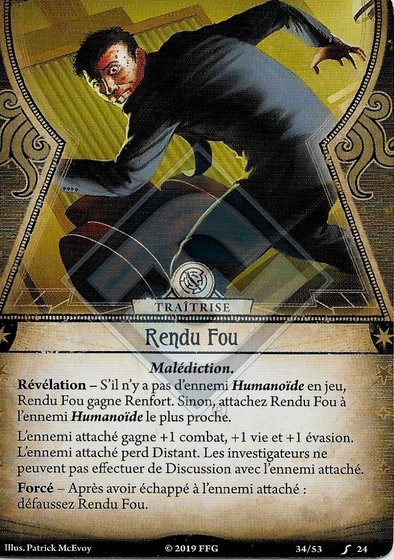 TRAÎTRISE
Rendu Fou
Malédiction.
Révélation – S'il n'y a pas d'ennemi Humanoïde en jeu,
Rendu Fou gagne Renfort. Sinon, attachez Rendu Fou à
l'ennemi Humanoïde le plus proche.
L'ennemi attaché gagne +1 combat, +1 vie et +1 évasion.
L'ennemi attaché perd Distant. Les investigateurs ne
peuvent pas effectuer de Discussion avec l'ennemi attaché.
Forcé – Après avoir échappé à l'ennemi attaché :
défaussez Rendu Fou.
Illus. Patrick McEvoy © 2019 FFG 34/53 24